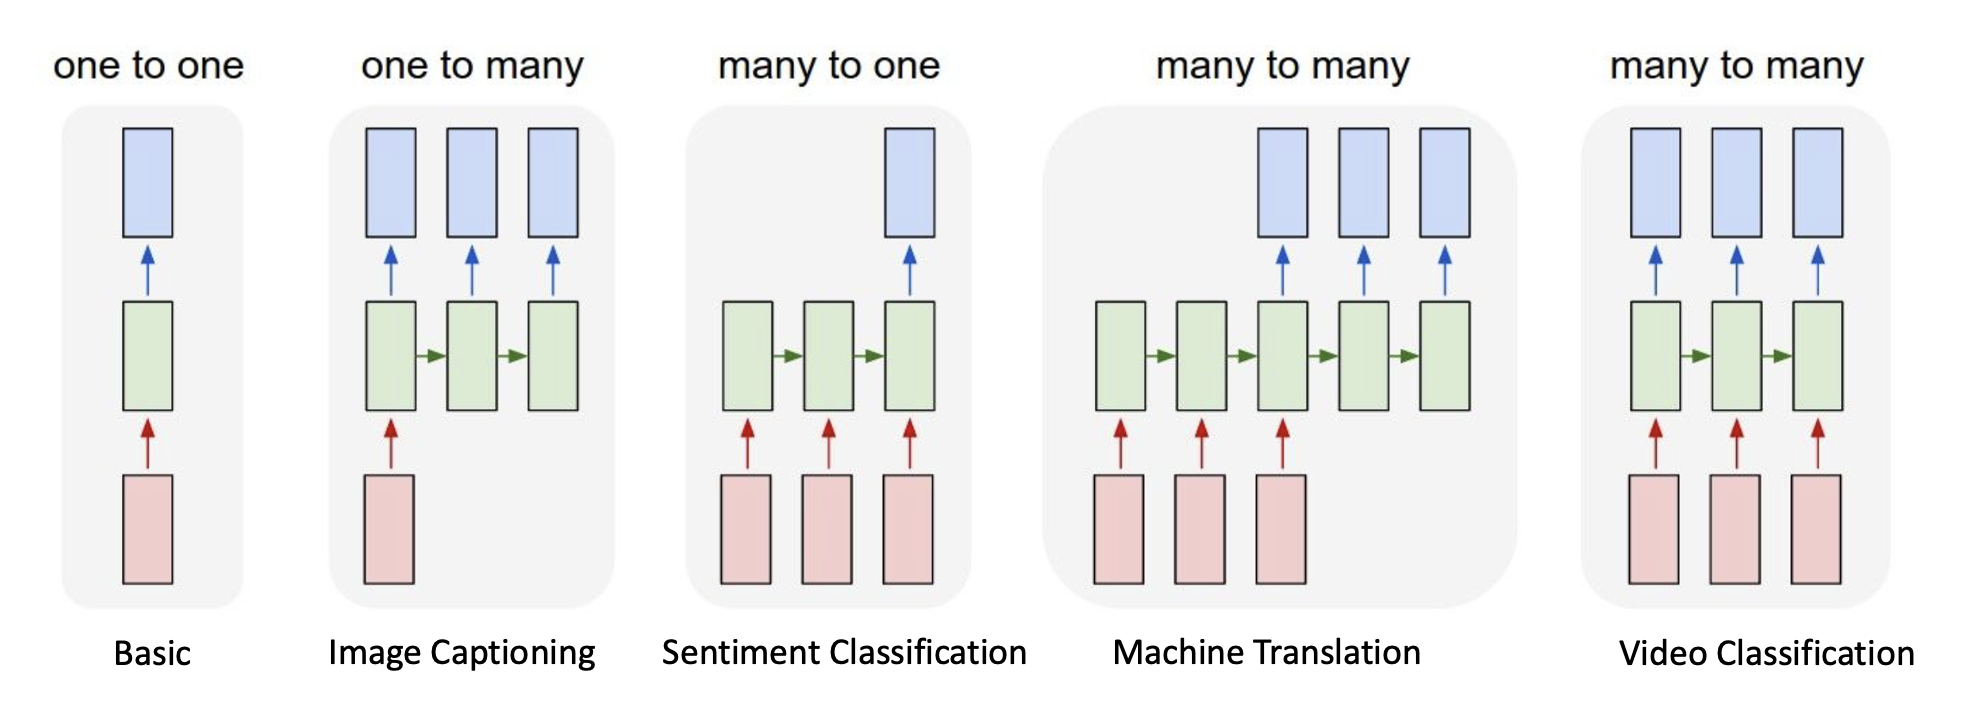 one to one
one to many
many to one
many to many
many to many
Basic
Image Captioning
Sentiment Classification
Machine Translation
Video Classification